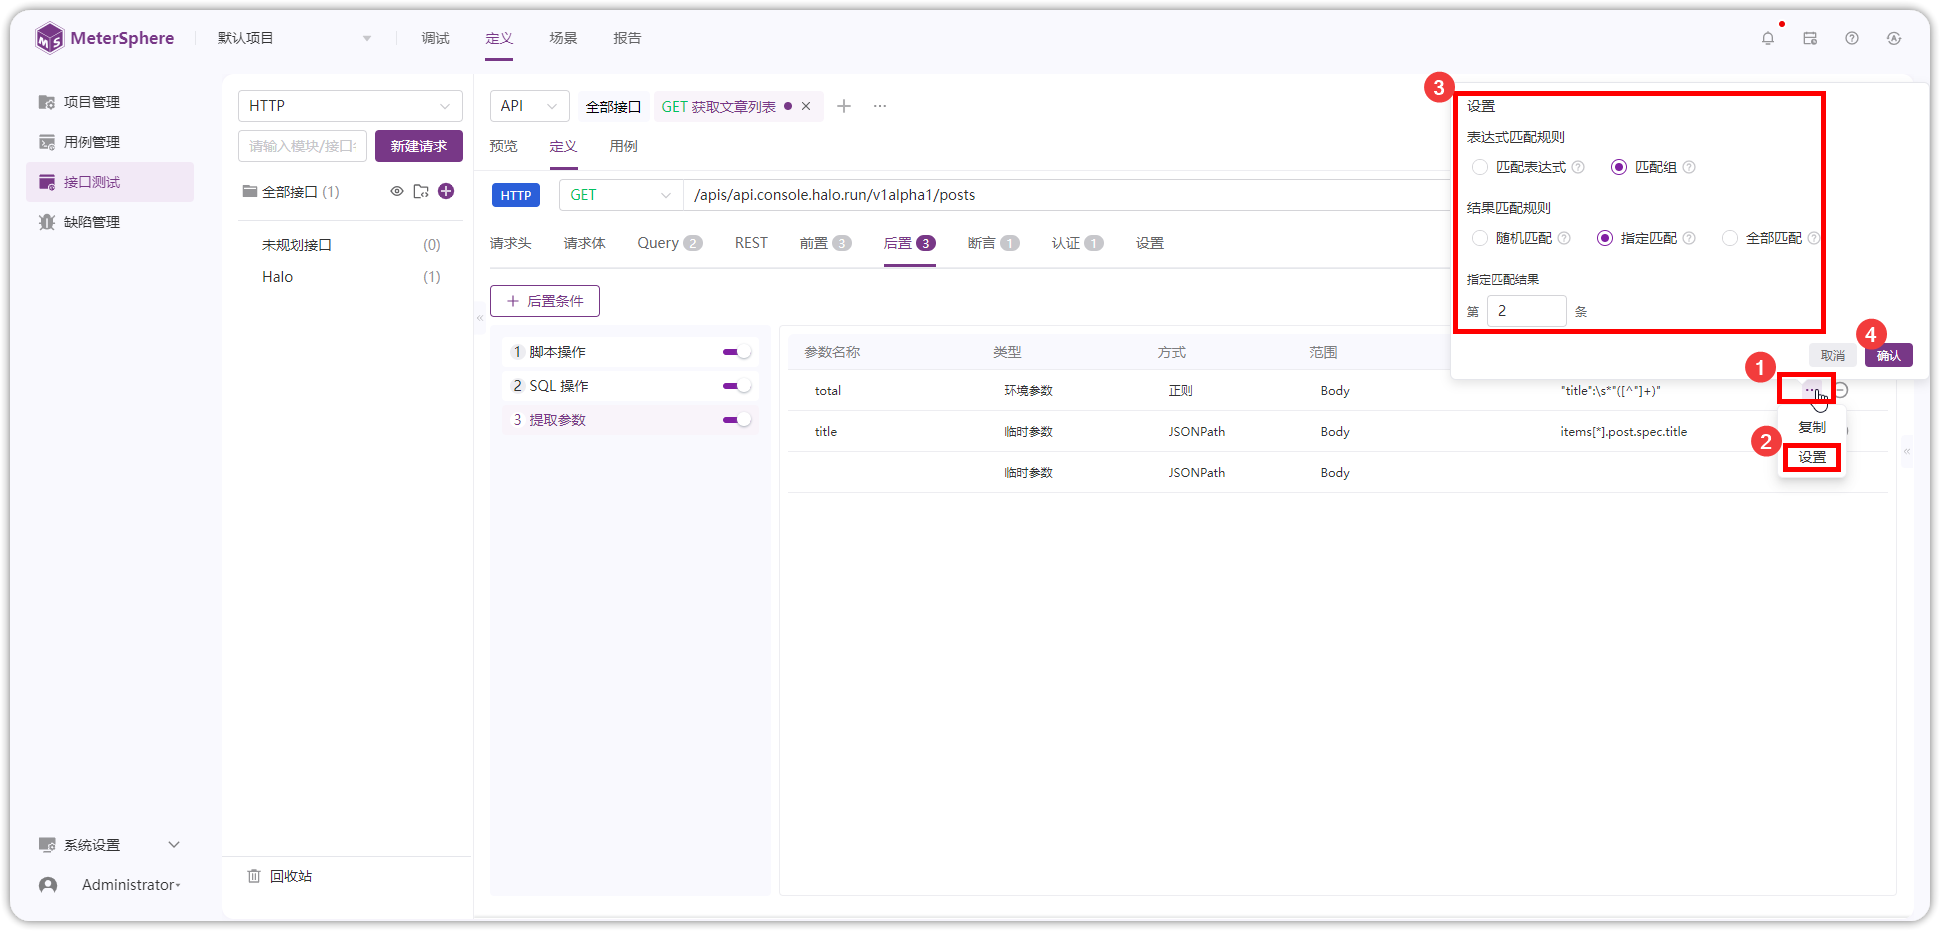 MeterSphere
默认项目
调试
定义
场景
报告
项目管理
用例管理
接口测试
缺陷管理
系统设置
Administrator
HTTP
请输入模块/接口
新建请求
全部接口 (1)
未规划接口 (0)
Halo (1)
回收站
API
全部接口
GET 获取文章列表
预览
定义
用例
HTTP
GET
/apis/api.console.halo.run/v1alpha1/posts
请求头
请求体
Query 2
REST
前置 3
后置 3
断言 1
认证 1
设置
+ 后置条件
1 脚本操作
2 SQL 操作
3 提取参数
参数名称 类型 方式 范围
total 环境参数 正则 Body "title":\s*"([^"]+)"
title 临时参数 JSONPath Body items[*].post.spec.title
临时参数 JSONPath Body
3
设置
表达式匹配规则
匹配表达式 匹配组
结果匹配规则
随机匹配 指定匹配 全部匹配
指定匹配结果
第 2 条
4
取消 确认
1
复制
2
设置